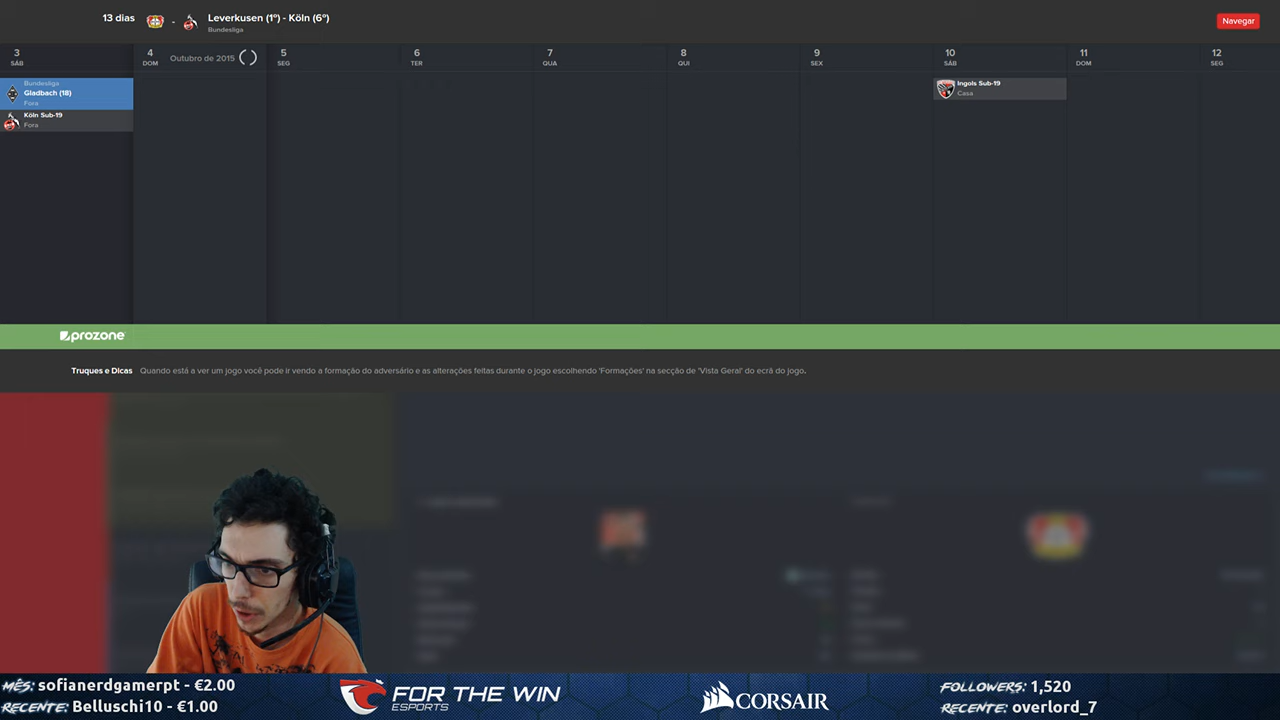 13 dias
-
Leverkusen (1º) - Köln (6º)
Bundesliga
Navegar
3
SÁB
4
DOM
Outubro de 2015
5
SEG
6
TER
7
QUA
8
QUI
9
SEX
10
SÁB
11
DOM
12
SEG
Bundesliga
Gladbach (18)
Fora
Köln Sub-19
Fora
Ingols Sub-19
Casa
prozone
Truques e Dicas Quando está a ver um jogo você pode ir vendo a formação do adversário e as alterações feitas durante o jogo escolhendo 'Formações' na secção de 'Vista Geral' do ecrã do jogo.
MÊS: sofianerdgamerpt - €2.00
RECENTE: Belluschi10 - €1.00
FOR THE WIN
ESPORTS
CORSAIR
FOLLOWERS: 1,520
RECENTE: overlord_7